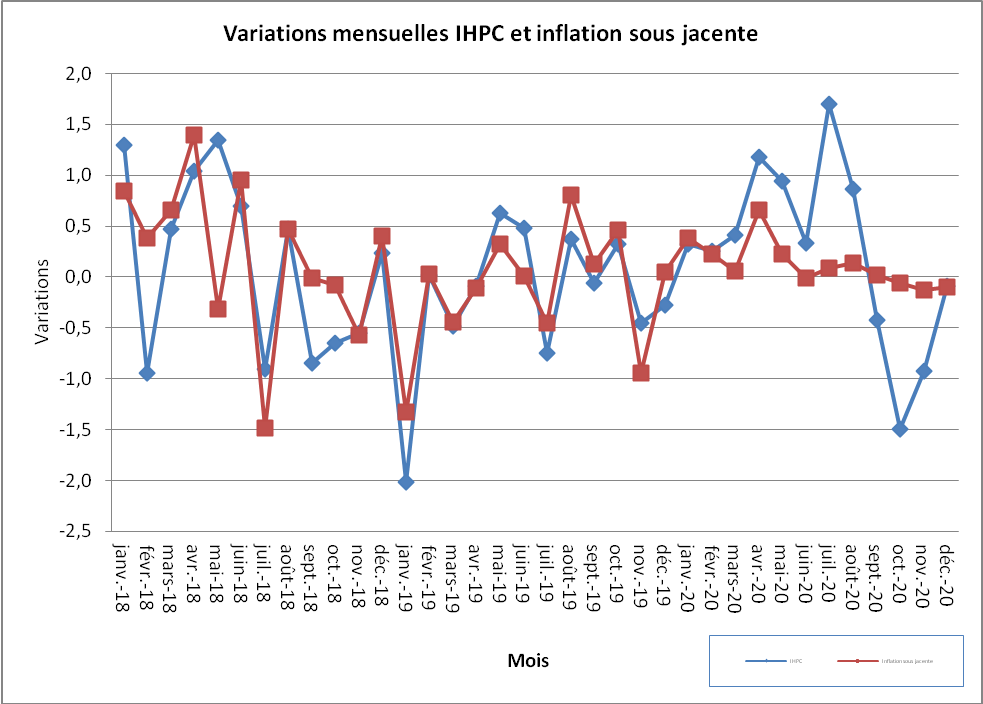 Variations mensuelles IHPC et inflation sous jacente
2,0
1,5
1,0
0,5
0,0
-0,5
-1,0
-1,5
-2,0
-2,5
Variations
janv.-18
févr.-18
mars-18
avr.-18
mai-18
juin-18
juil.-18
août-18
sept.-18
oct.-18
nov.-18
déc.-18
janv.-19
févr.-19
mars-19
avr.-19
mai-19
juin-19
juil.-19
août-19
sept.-19
oct.-19
nov.-19
déc.-19
janv.-20
févr.-20
mars-20
avr.-20
mai-20
juin-20
juil.-20
août-20
sept.-20
oct.-20
nov.-20
déc.-20
Mois
IHPC
Inflation sous jacente